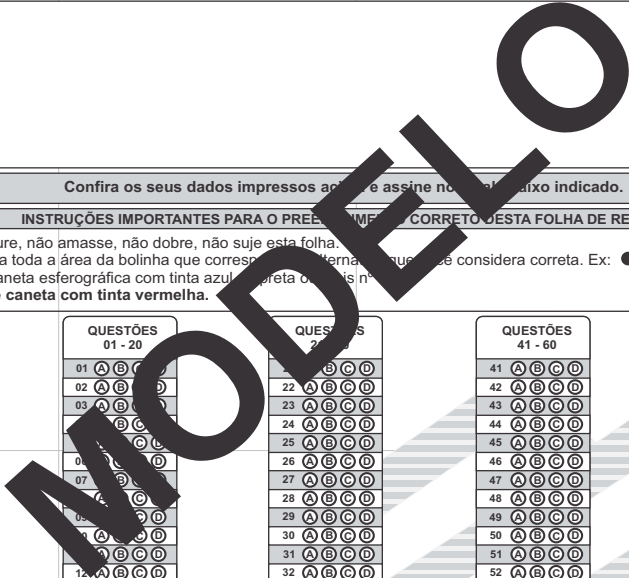 MODELO
Confira os seus dados impressos e assine no indicado.
INSTRUÇÕES IMPORTANTES PARA O CORRETO DESTA FOLHA DE RE
ure, não amasse, não dobre, não suje esta folha.
a toda a área da bolinha que considera correta. Ex:
aneta esferográfica com tinta azul preta nº
caneta com tinta vermelha.
QUESTÕES QUESTÕES
01 - 20 41 - 60
01 A B 41 A B C D
02 A B 22 B C D 42 A B C D
03 A B 23 A B C D 43 A B C D
24 A B C D 44 A B C D
25 A B C D 45 A B C D
26 A B C D 46 A B C D
07 B C D 27 A B C D 47 A B C D
C D 28 A B C D 48 A B C D
C D 29 A B C D 49 A B C D
B C D 30 A B C D 50 A B C D
B C D 31 A B C D 51 A B C D
12 A B C D 32 A B C D 52 A B C D